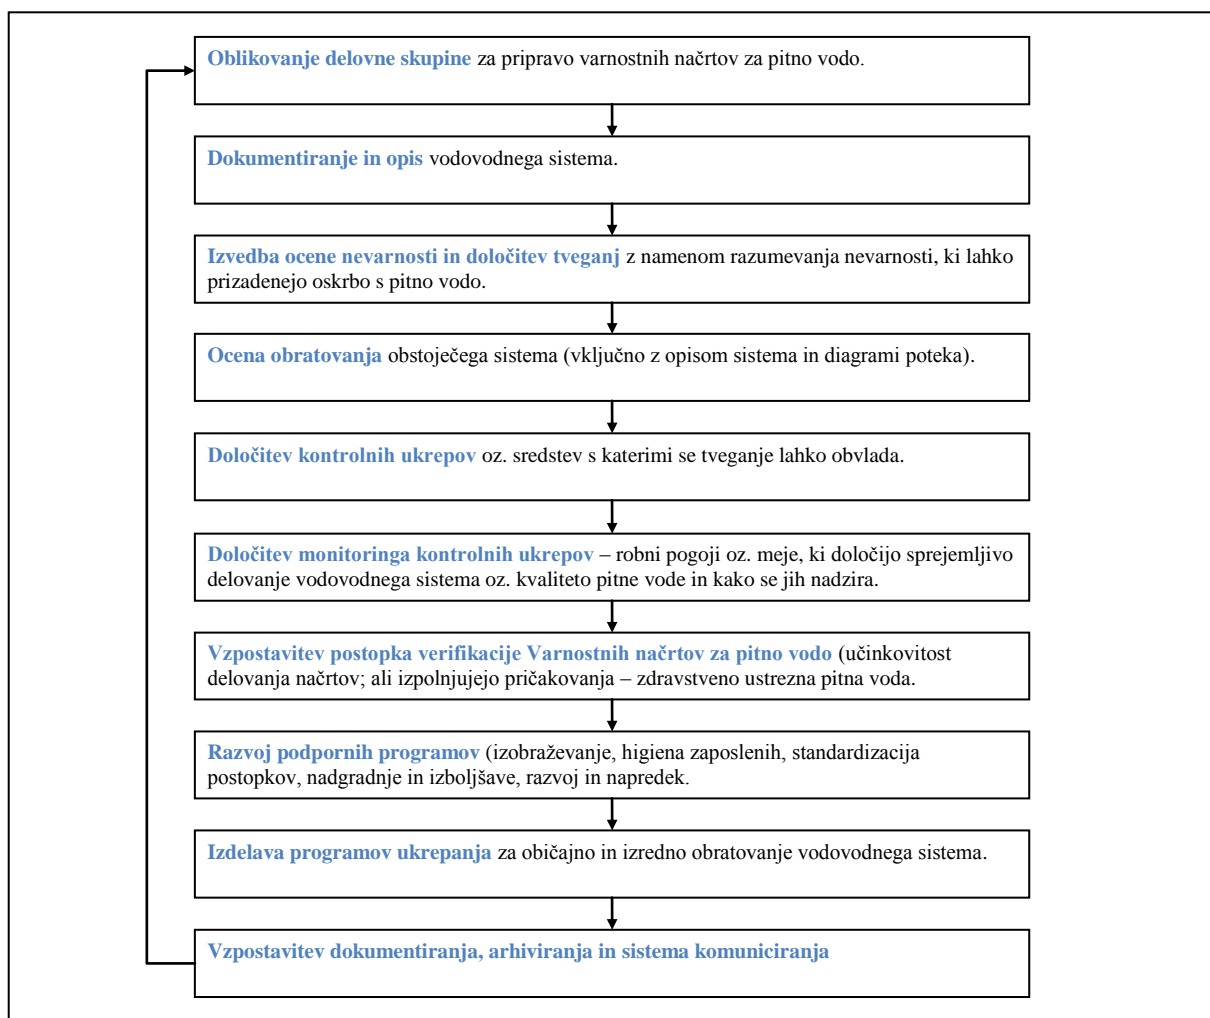 Oblikovanje delovne skupine za pripravo varnostnih načrtov za pitno vodo.
Dokumentiranje in opis vodovodnega sistema.
Izvedba ocene nevarnosti in določitev tveganj z namenom razumevanja nevarnosti, ki lahko
prizadenejo oskrbo s pitno vodo.
Ocena obratovanja obstoječega sistema (vključno z opisom sistema in diagrami poteka).
Določitev kontrolnih ukrepov oz. sredstev s katerimi se tveganje lahko obvlada.
Določitev monitoringa kontrolnih ukrepov – robni pogoji oz. meje, ki določijo sprejemljivo
delovanje vodovodnega sistema oz. kvaliteto pitne vode in kako se jih nadzira.
Vzpostavitev postopka verifikacije Varnostnih načrtov za pitno vodo (učinkovitost
delovanja načrtov; ali izpolnjujejo pričakovanja – zdravstveno ustrezna pitna voda.
Razvoj podpornih programov (izobraževanje, higiena zaposlenih, standardizacija
postopkov, nadgradnje in izboljšave, razvoj in napredek.
Izdelava programov ukrepanja za običajno in izredno obratovanje vodovodnega sistema.
Vzpostavitev dokumentiranja, arhiviranja in sistema komuniciranja